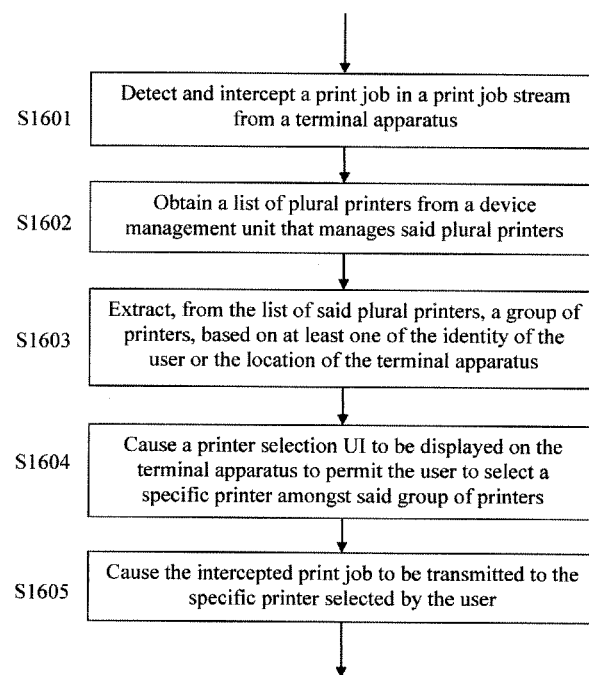 Detect and intercept a print job in a print job stream
S1601
from a terminal apparatus
Obtain a list of plural printers from a device
S1602
management unit that manages said plural printers
Extract, from the list of said plural printers, a group of
S1603
printers, based on at least one of the identity of the
user or the location of the terminal apparatus
Cause a printer selection UI to be displayed on the
S1604
terminal apparatus to permit the user to select a
specific printer amongst said group of printers
Cause the intercepted print job to be transmitted to the
S1605
specific printer selected by the user